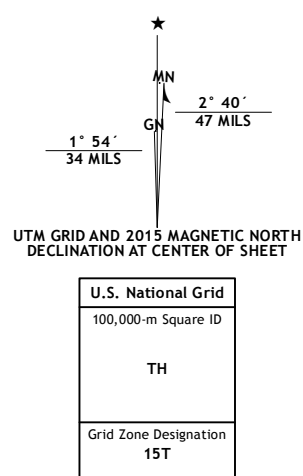 ★
MN
GN
2° 40´
47 MILS
1° 54´
34 MILS
UTM GRID AND 2015 MAGNETIC NORTH
DECLINATION AT CENTER OF SHEET
U.S. National Grid
100,000-m Square ID
TH
Grid Zone Designation
15T